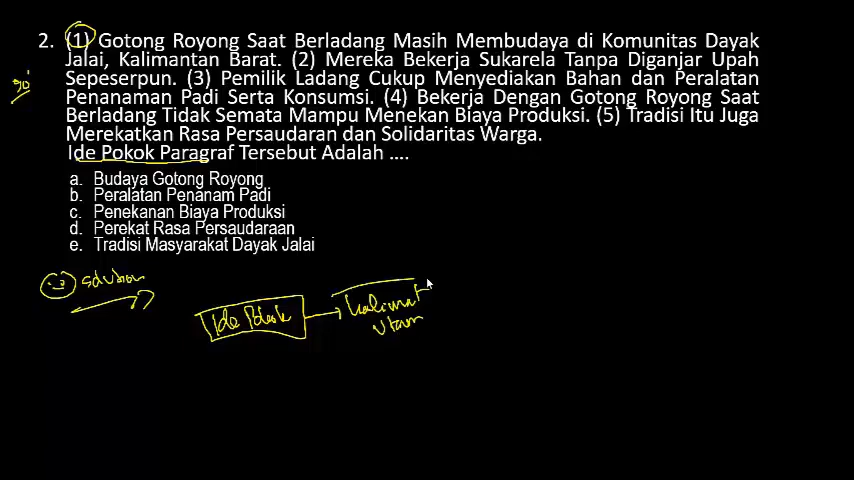 2. (1) Gotong Royong Saat Berladang Masih Membudaya di Komunitas Dayak
Jalai, Kalimantan Barat. (2) Mereka Bekerja Sukarela Tanpa Diganjar Upah
Sepeserpun. (3) Pemilik Ladang Cukup Menyediakan Bahan dan Peralatan
Penanaman Padi Serta Konsumsi. (4) Bekerja Dengan Gotong Royong Saat
Berladang Tidak Semata Mampu Menekan Biaya Produksi. (5) Tradisi Itu Juga
Merekatkan Rasa Persaudaran dan Solidaritas Warga.
Ide Pokok Paragraf Tersebut Adalah ....
a. Budaya Gotong Royong
b. Peralatan Penanam Padi
c. Penekanan Biaya Produksi
d. Perekat Rasa Persaudaraan
e. Tradisi Masyarakat Dayak Jalai
solution
Ide Pokok
Kalimat
Utam